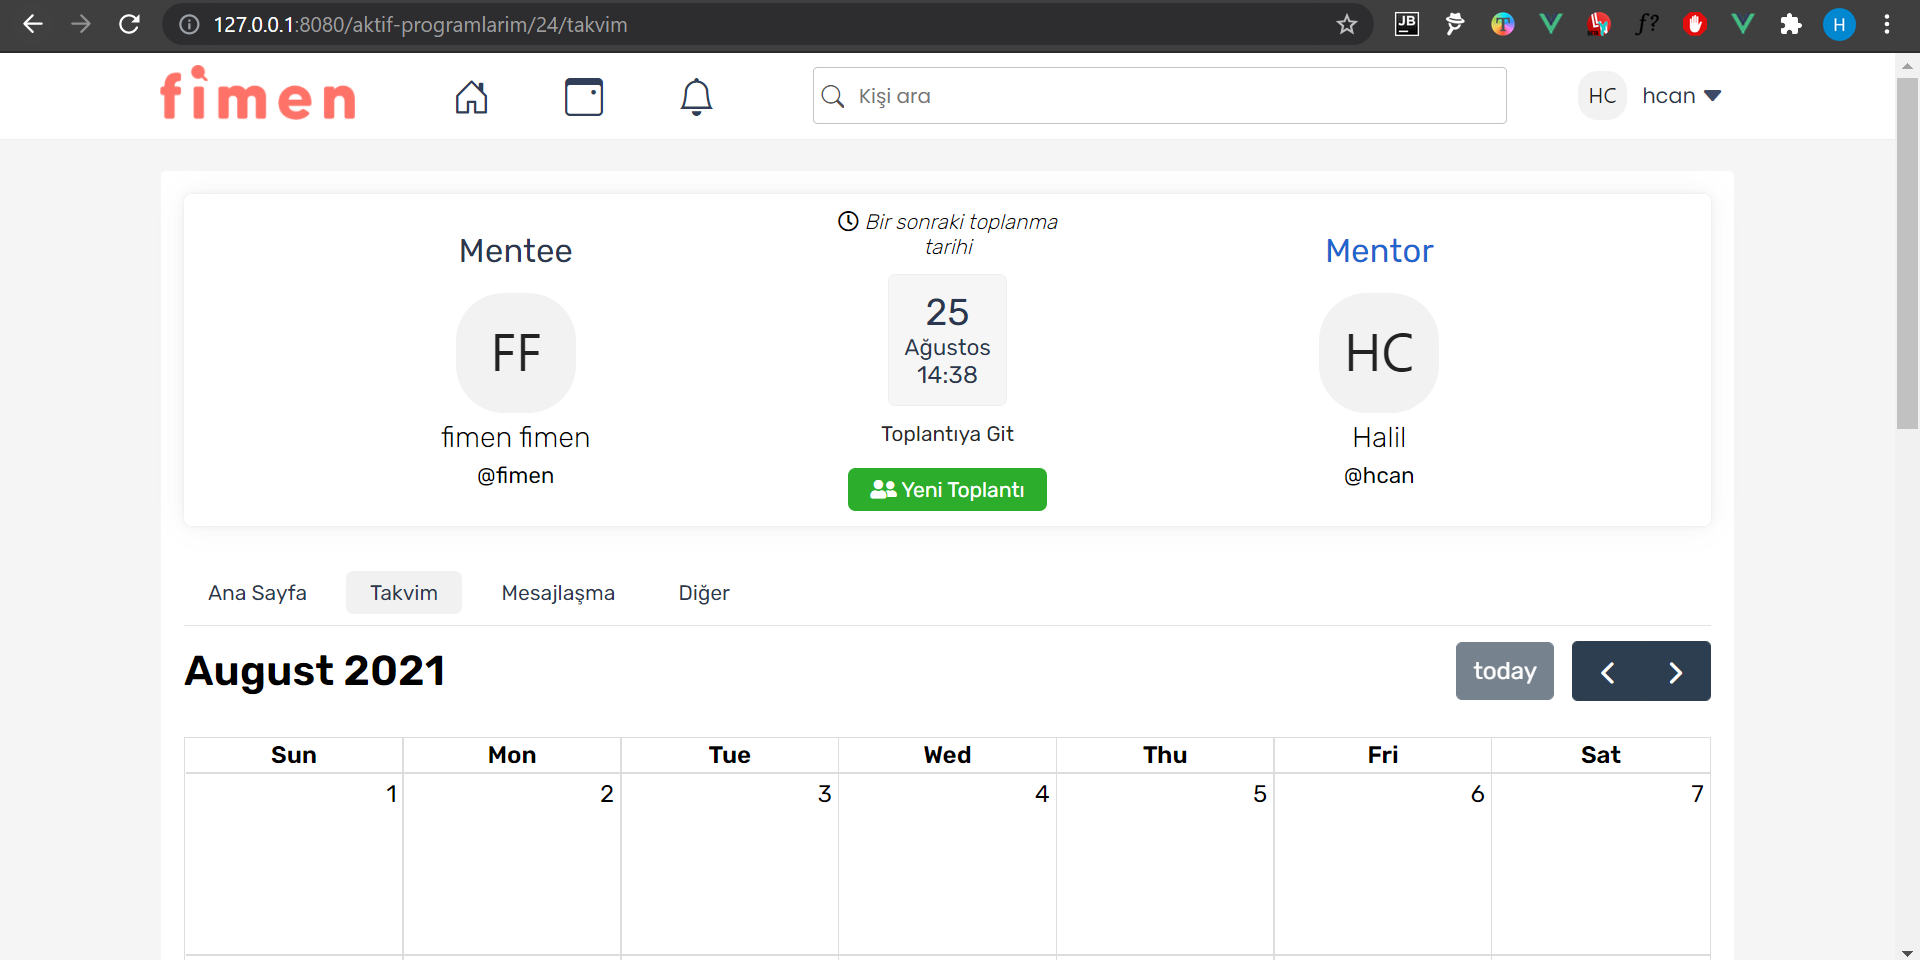 127.0.0.1:8080/aktif-programlarim/24/takvim
JB
T
f?
H
fimen
Kişi ara
HC
hcan
Mentee
FF
fimen fimen
@fimen
Bir sonraki toplanma
tarihi
25
Ağustos
14:38
Toplantıya Git
Yeni Toplantı
Mentor
HC
Halil
@hcan
Ana Sayfa
Takvim
Mesajlaşma
Diğer
August 2021
today
Sun
Mon
Tue
Wed
Thu
Fri
Sat
1
2
3
4
5
6
7